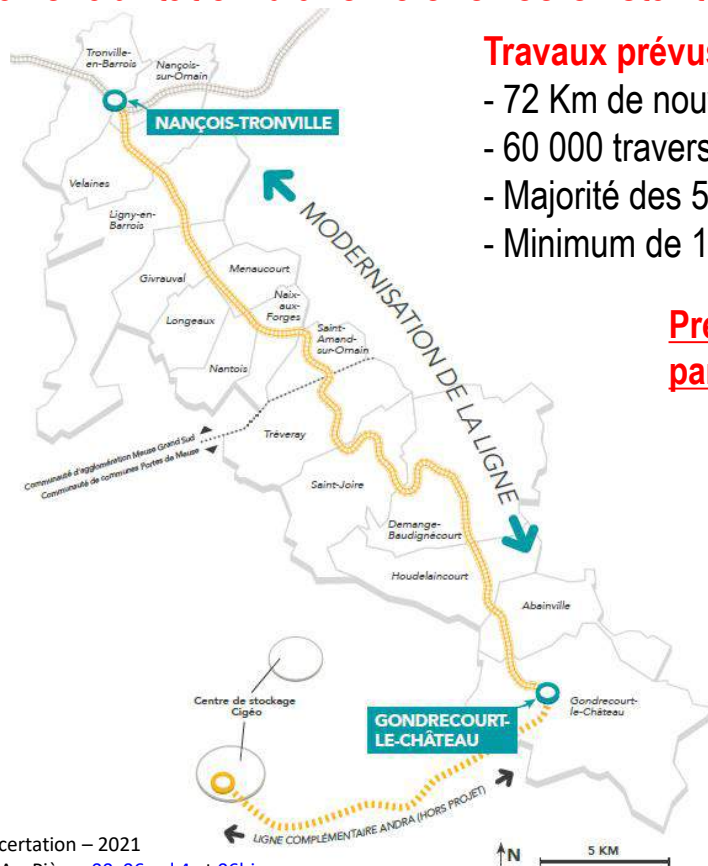 Travaux prévus
- 72 Km de nou
- 60 000 travers
- Majorité des 5
- Minimum de 1
Pré
par
Tronville-
en-Barrois
Nançois-
sur-Ornain
NANÇOIS-TRONVILLE
Velaines
Ligny-en-
Barrois
MODERNISATION DE LA LIGNE
Givrauval
Menaucourt
Naix-
aux-
Forges
Longeaux
Saint-
Amand-
sur-Ornain
Nantois
Communauté d'agglomération Meuse Grand Sud
Communauté de communes Portes de Meuse
Tréveray
Saint-Joire
Demange-
Baudignécourt
Houdelaincourt
Abainville
Centre de stockage
Cigéo
GONDRECOURT-
LE-CHÂTEAU
Gondrecourt-
le-Château
LIGNE COMPLÉMENTAIRE ANDRA (HORS PROJET)
certation – 2021
N
5 KM